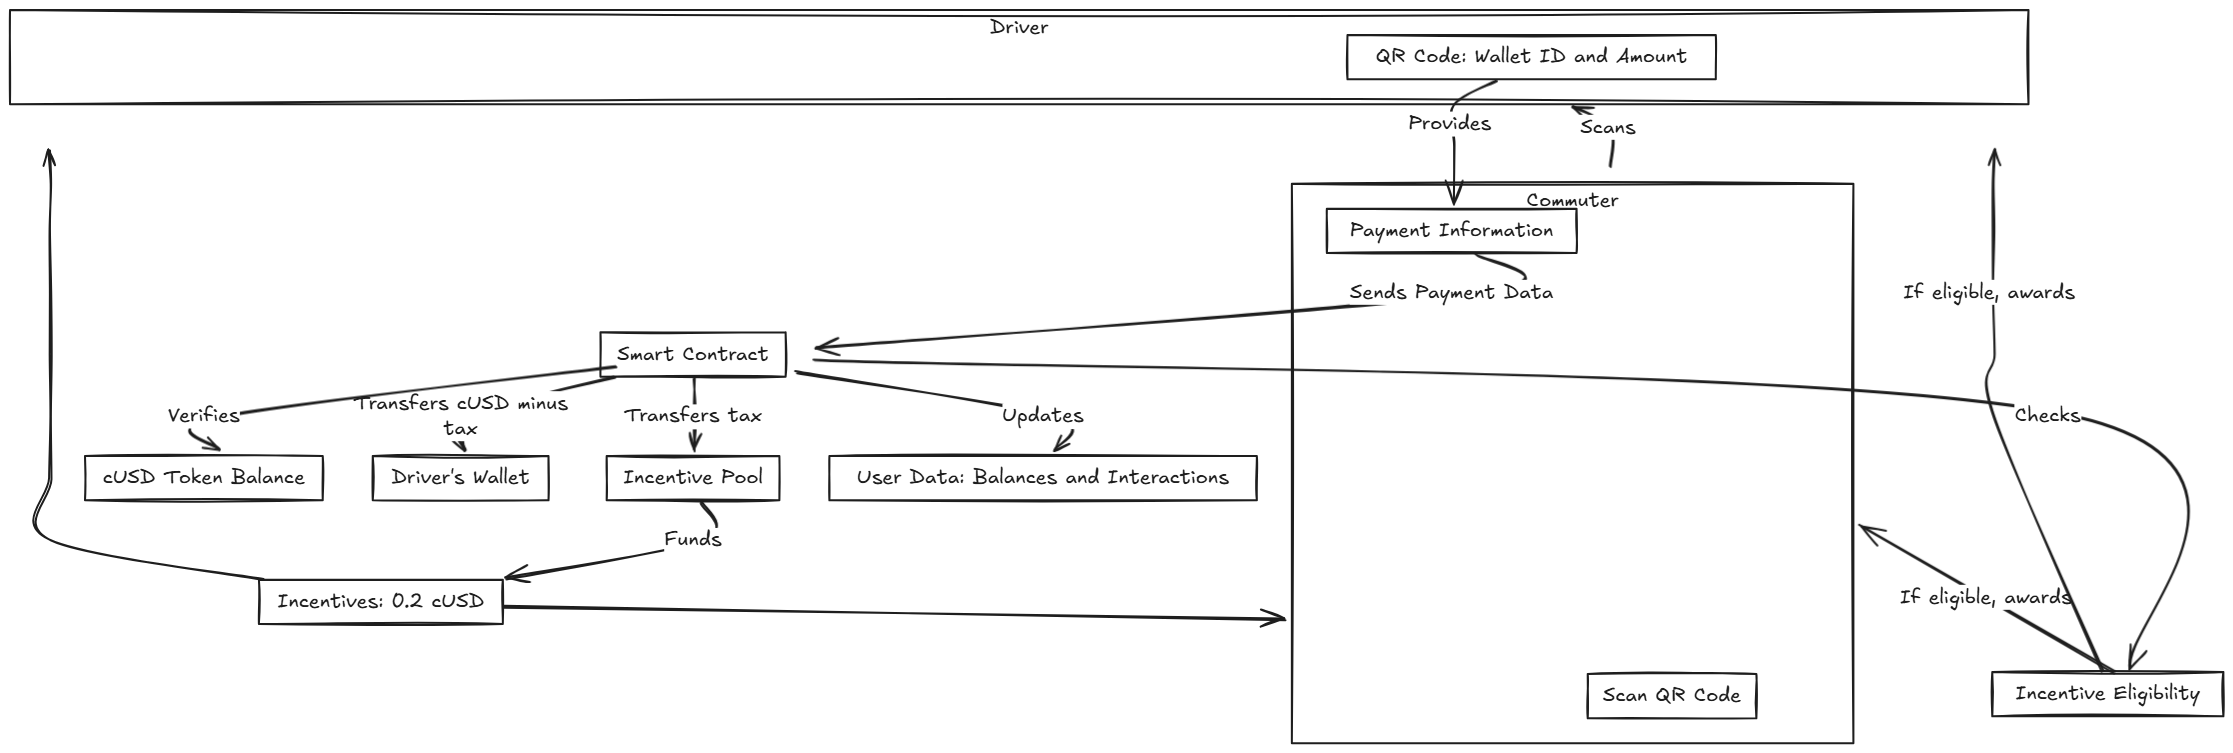 Driver
QR Code: Wallet ID and Amount
Provides
Scans
Commuter
Payment Information
Sends Payment Data
If eligible, awards
Smart Contract
Verifies
Transfers cUSD minus
tax
Transfers tax
Updates
Checks
cUSD Token Balance
Driver's Wallet
Incentive Pool
User Data: Balances and Interactions
Funds
Incentives: 0.2 cUSD
If eligible, awards
Scan QR Code
Incentive Eligibility